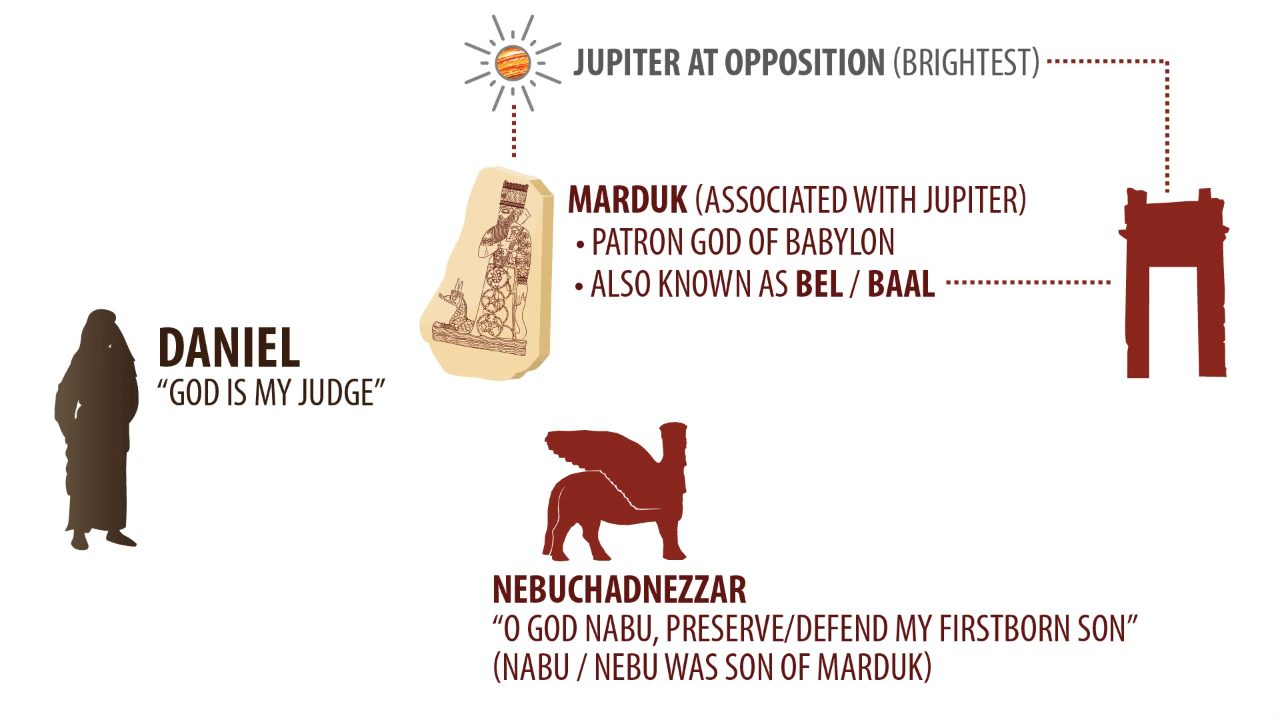 JUPITER AT OPPOSITION (BRIGHTEST)
MARDUK (ASSOCIATED WITH JUPITER)
• PATRON GOD OF BABYLON
• ALSO KNOWN AS BEL / BAAL
DANIEL
“GOD IS MY JUDGE”
NEBUCHADNEZZAR
“O GOD NABU, PRESERVE/DEFEND MY FIRSTBORN SON”
(NABU / NEBU WAS SON OF MARDUK)